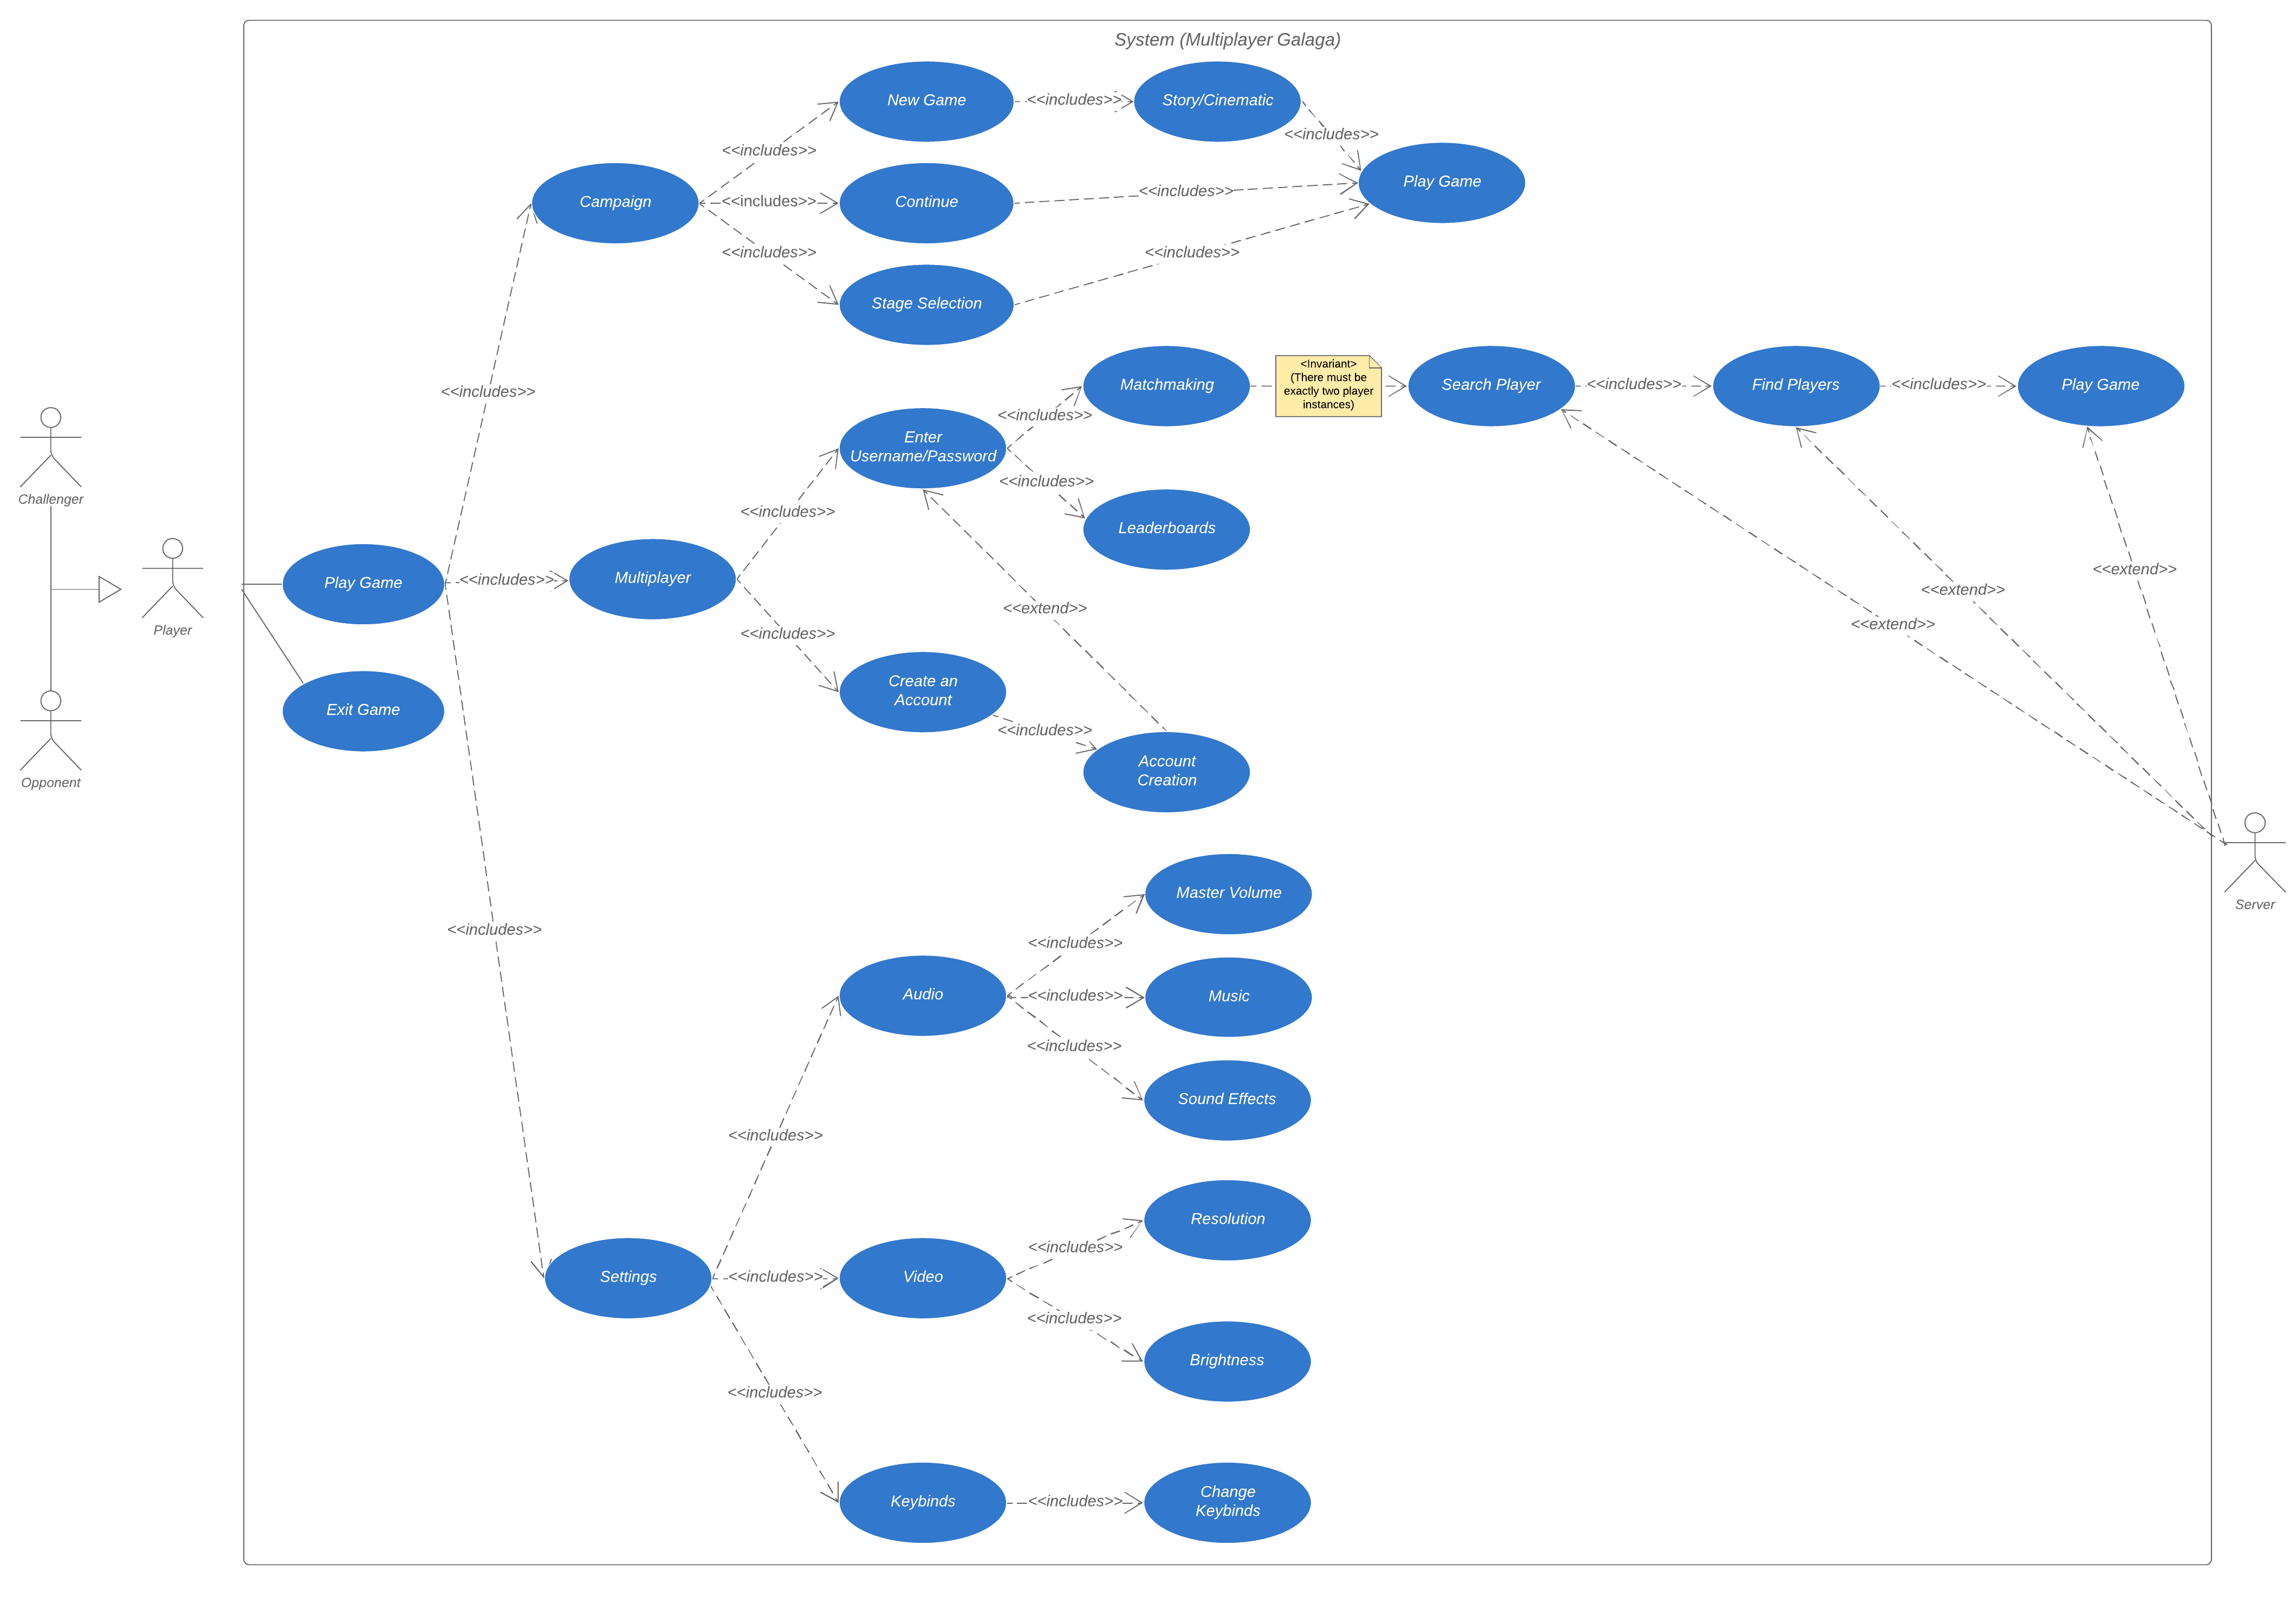 System (Multiplayer Galaga)
New Game
<<includes>>
Story/Cinematic
<<includes>>
<<includes>>
Play Game
Campaign
<<includes>>
Continue
<<includes>>
<<includes>>
Stage Selection
<<includes>>
<<includes>>
Matchmaking
<Invariant>
(There must be
exactly two player
instances)
Search Player
<<includes>>
Find Players
<<includes>>
Play Game
<<includes>>
Enter
Username/Password
<<includes>>
Leaderboards
<<includes>>
Challenger
Player
Opponent
Play Game
<<includes>>
Multiplayer
<<includes>>
<<extend>>
<<extend>>
<<extend>>
<<extend>>
Exit Game
Create an
Account
<<includes>>
Account
Creation
Server
<<includes>>
Master Volume
<<includes>>
Audio
<<includes>>
Music
<<includes>>
Sound Effects
<<includes>>
Resolution
<<includes>>
Settings
<<includes>>
Video
<<includes>>
Brightness
<<includes>>
Keybinds
<<includes>>
Change
Keybinds